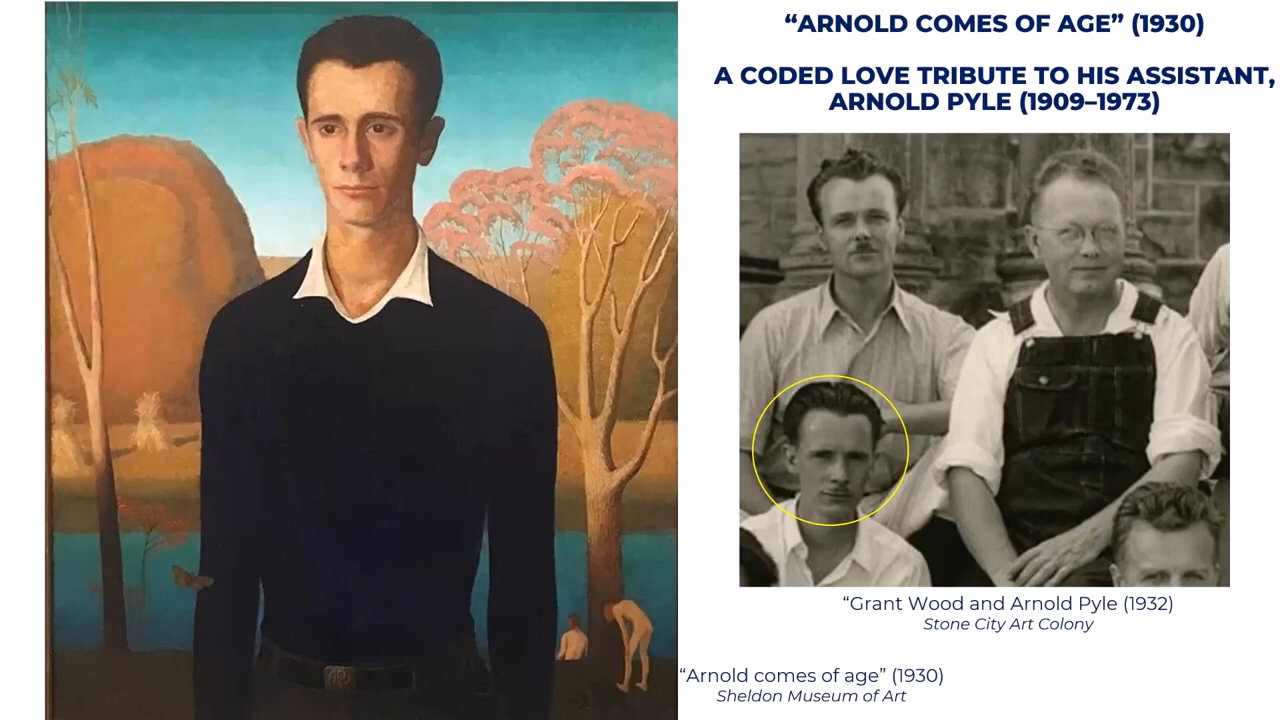 “ARNOLD COMES OF AGE” (1930)
A CODED LOVE TRIBUTE TO HIS ASSISTANT,
ARNOLD PYLE (1909–1973)
“Grant Wood and Arnold Pyle (1932)
Stone City Art Colony
“Arnold comes of age” (1930)
Sheldon Museum of Art
AP